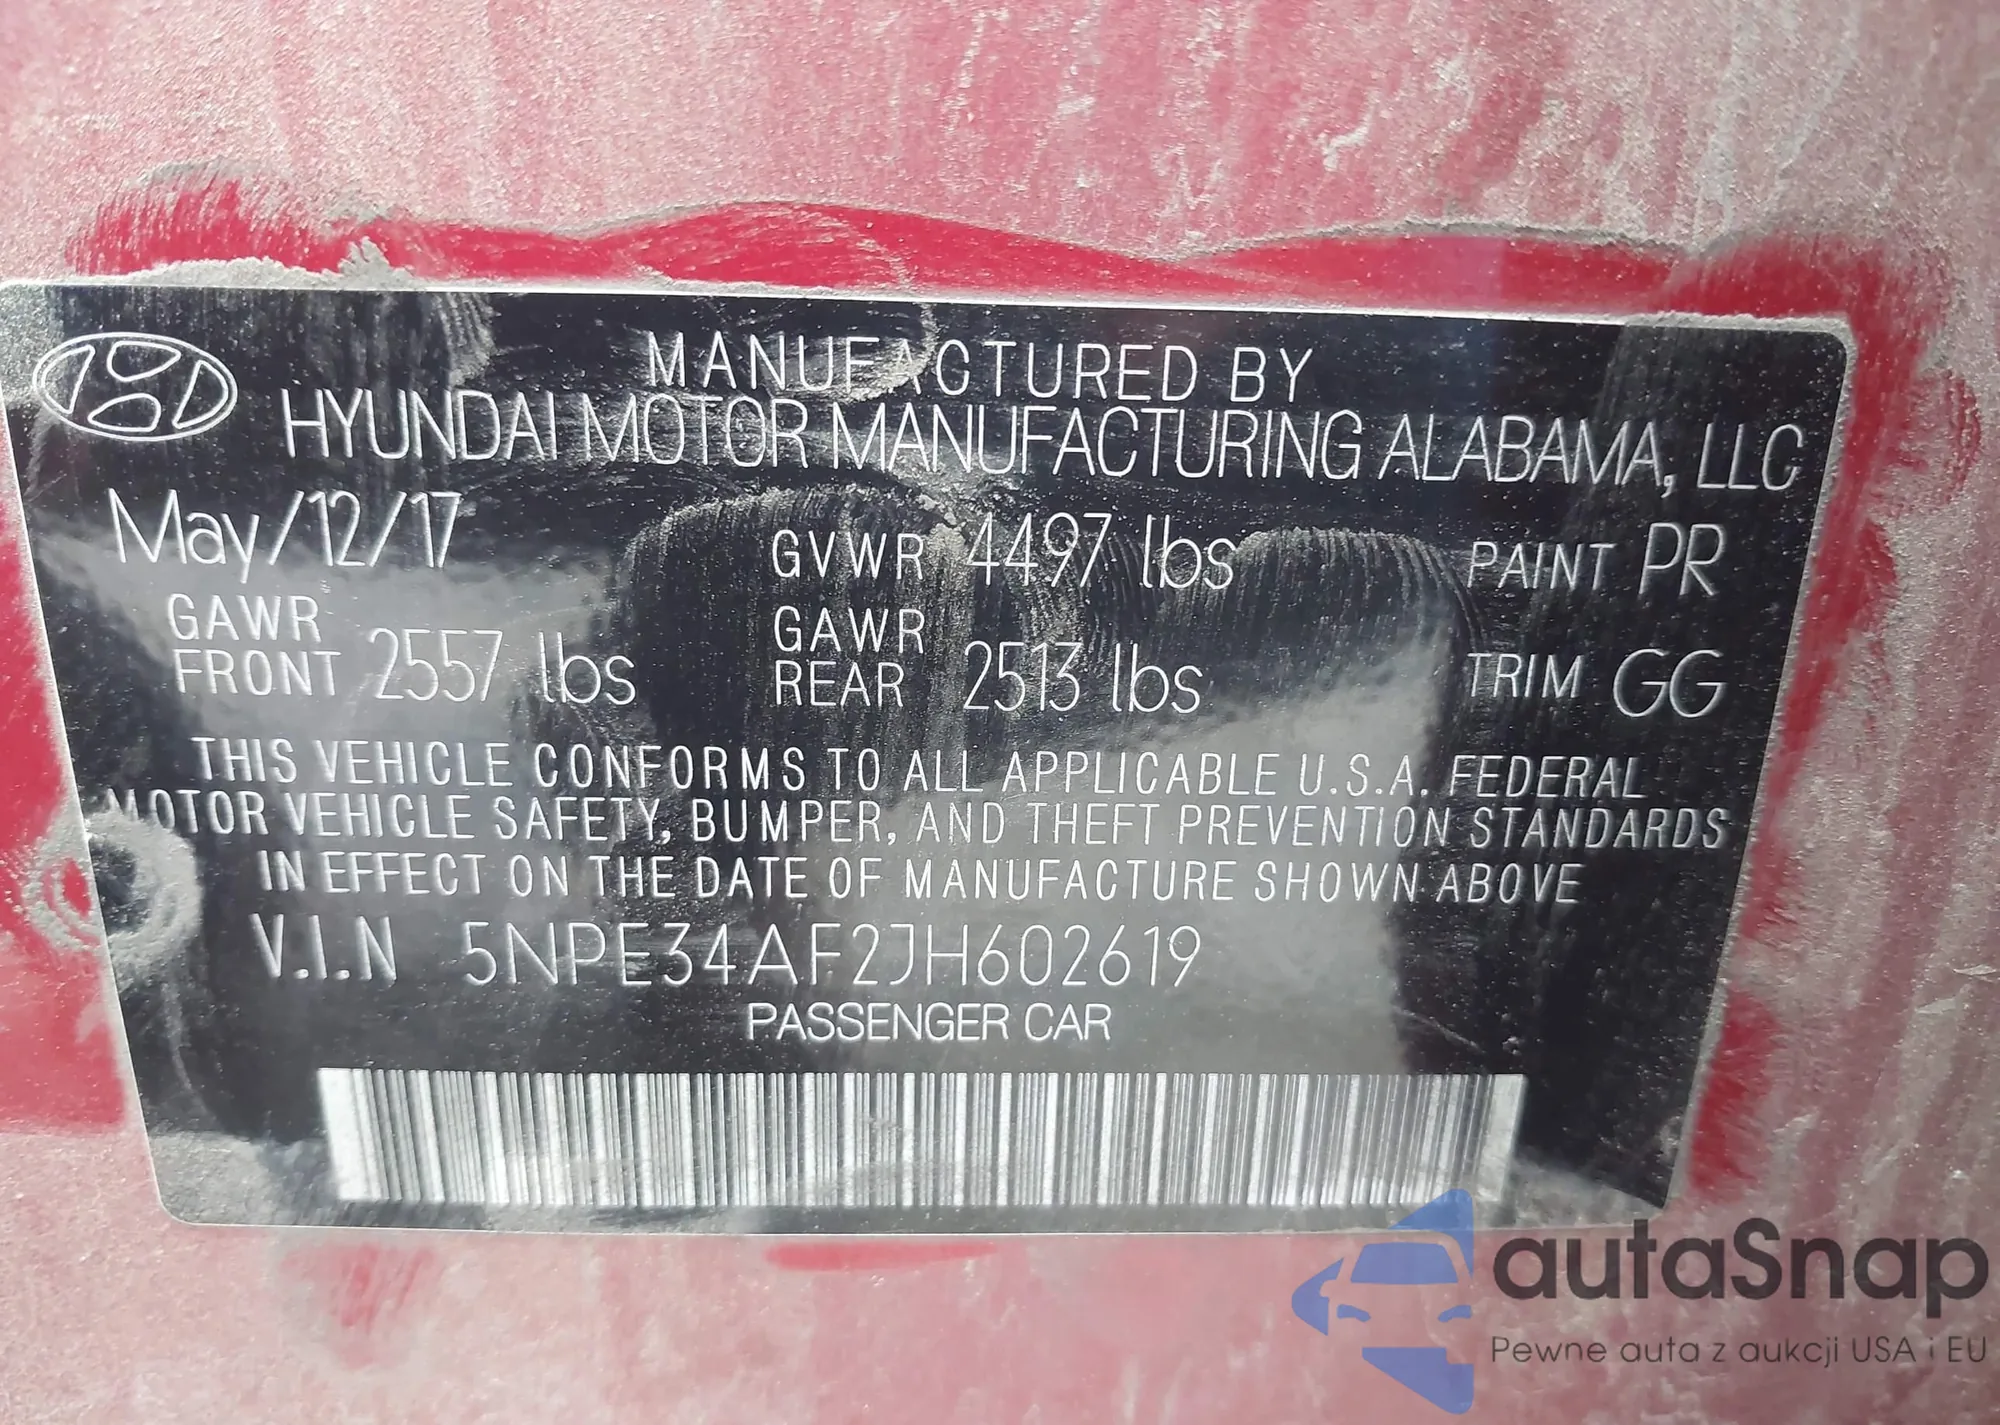 MANUFACTURED BY
HYUNDAI MOTOR MANUFACTURING ALABAMA, LLC
May/12/17 GVWR 4497 lbs PAINT PR
GAWR FRONT 2557 lbs GAWR REAR 2513 lbs TRIM GG
THIS VEHICLE CONFORMS TO ALL APPLICABLE U.S.A. FEDERAL
MOTOR VEHICLE SAFETY, BUMPER, AND THEFT PREVENTION STANDARDS
IN EFFECT ON THE DATE OF MANUFACTURE SHOWN ABOVE
V.I.N 5NPE34AF2JH602619
PASSENGER CAR
autaSnap
Pewne auta z aukcji USA i EU